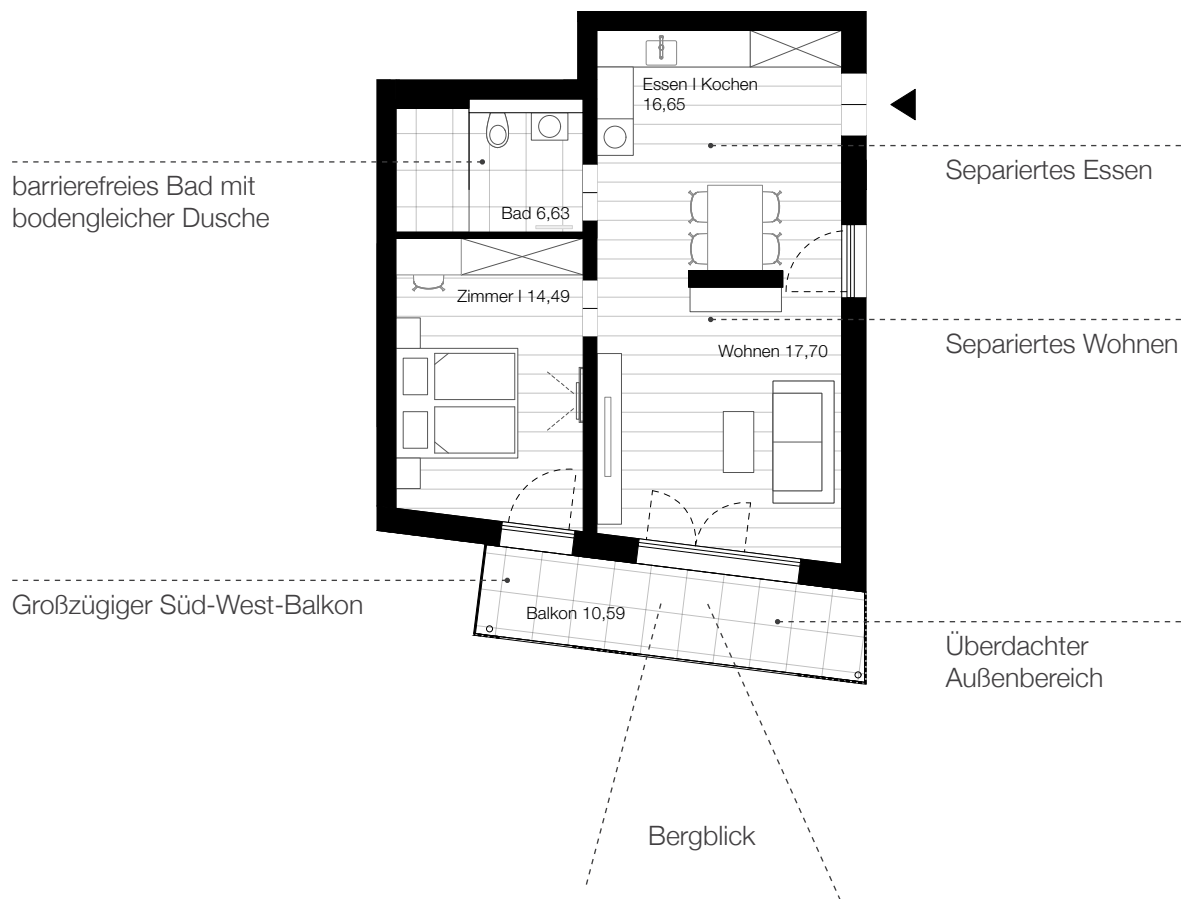 Essen I Kochen
16,65
Separiertes Essen
barrierefreies Bad mit
bodengleicher Dusche
Bad 6,63
Zimmer I 14,49
Separiertes Wohnen
Wohnen 17,70
Großzügiger Süd-West-Balkon
Balkon 10,59
Überdachter
Außenbereich
Bergblick